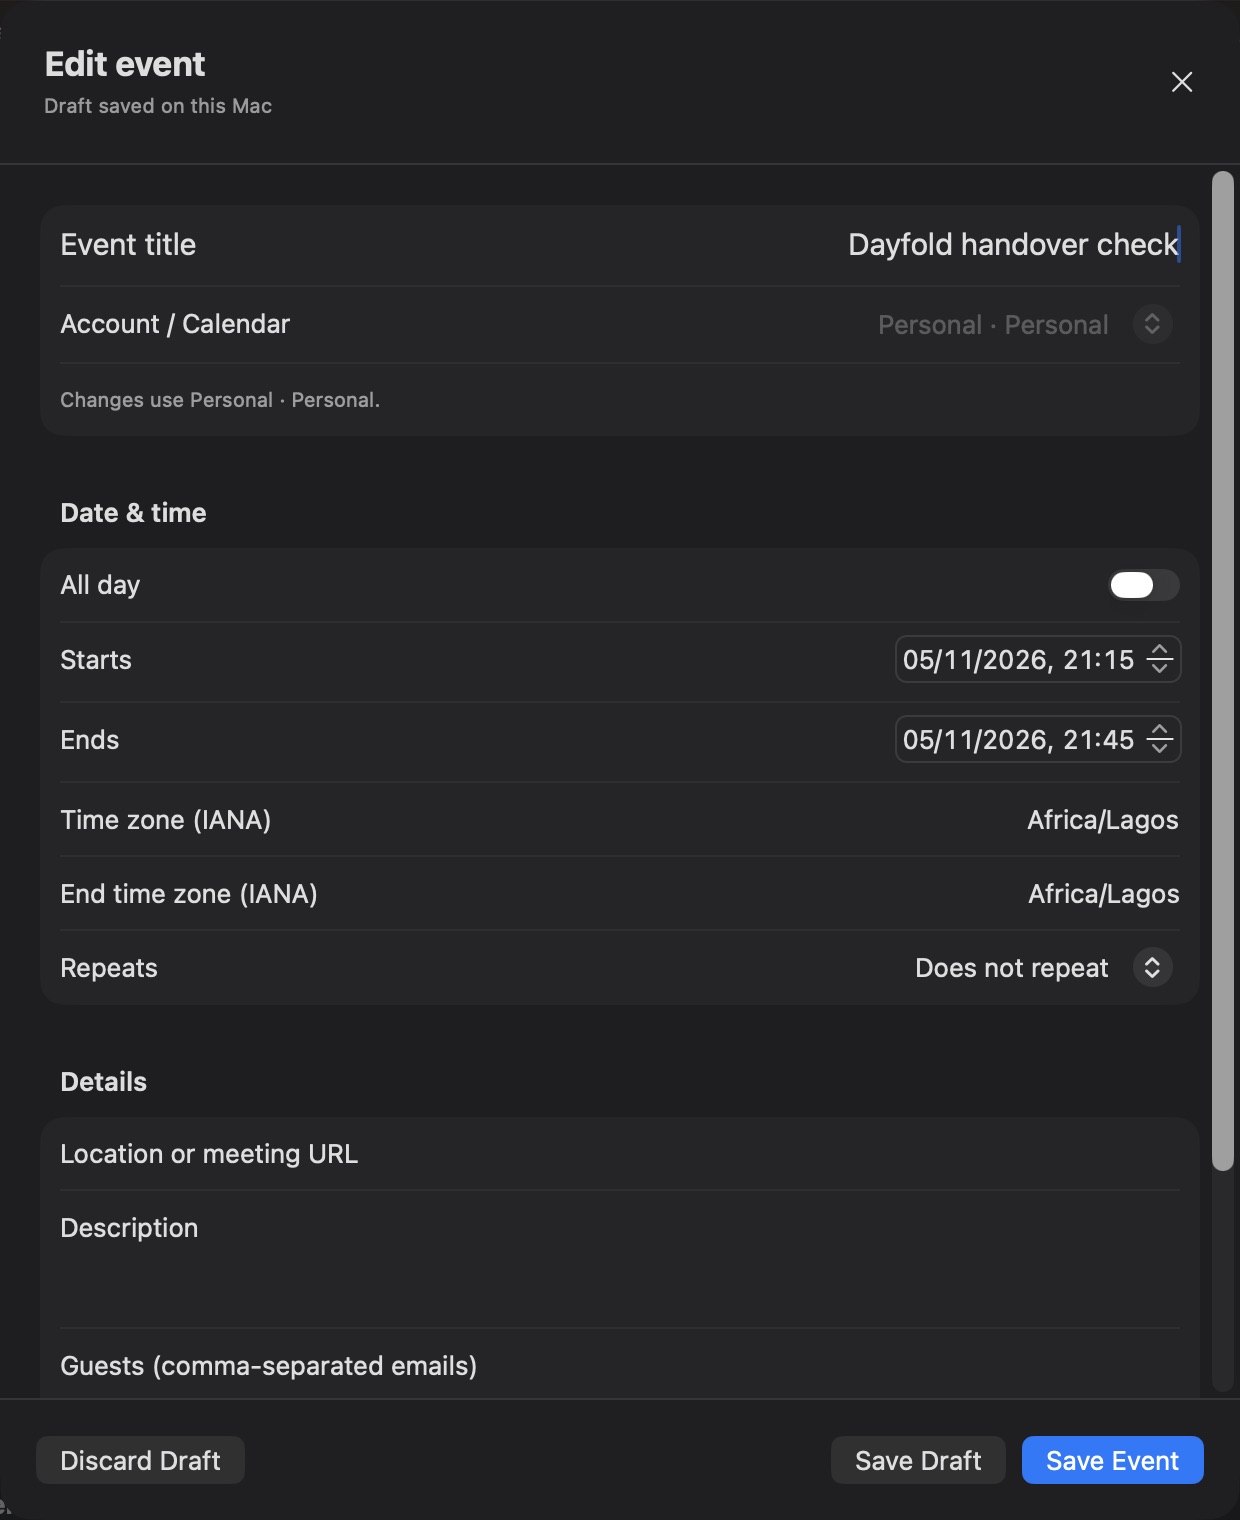 Edit event
Draft saved on this Mac
Event title Dayfold handover check
Account / Calendar Personal · Personal
Changes use Personal · Personal.
Date & time
All day
Starts 05/11/2026, 21:15
Ends 05/11/2026, 21:45
Time zone (IANA) Africa/Lagos
End time zone (IANA) Africa/Lagos
Repeats Does not repeat
Details
Location or meeting URL
Description
Guests (comma-separated emails)
Discard Draft Save Draft Save Event